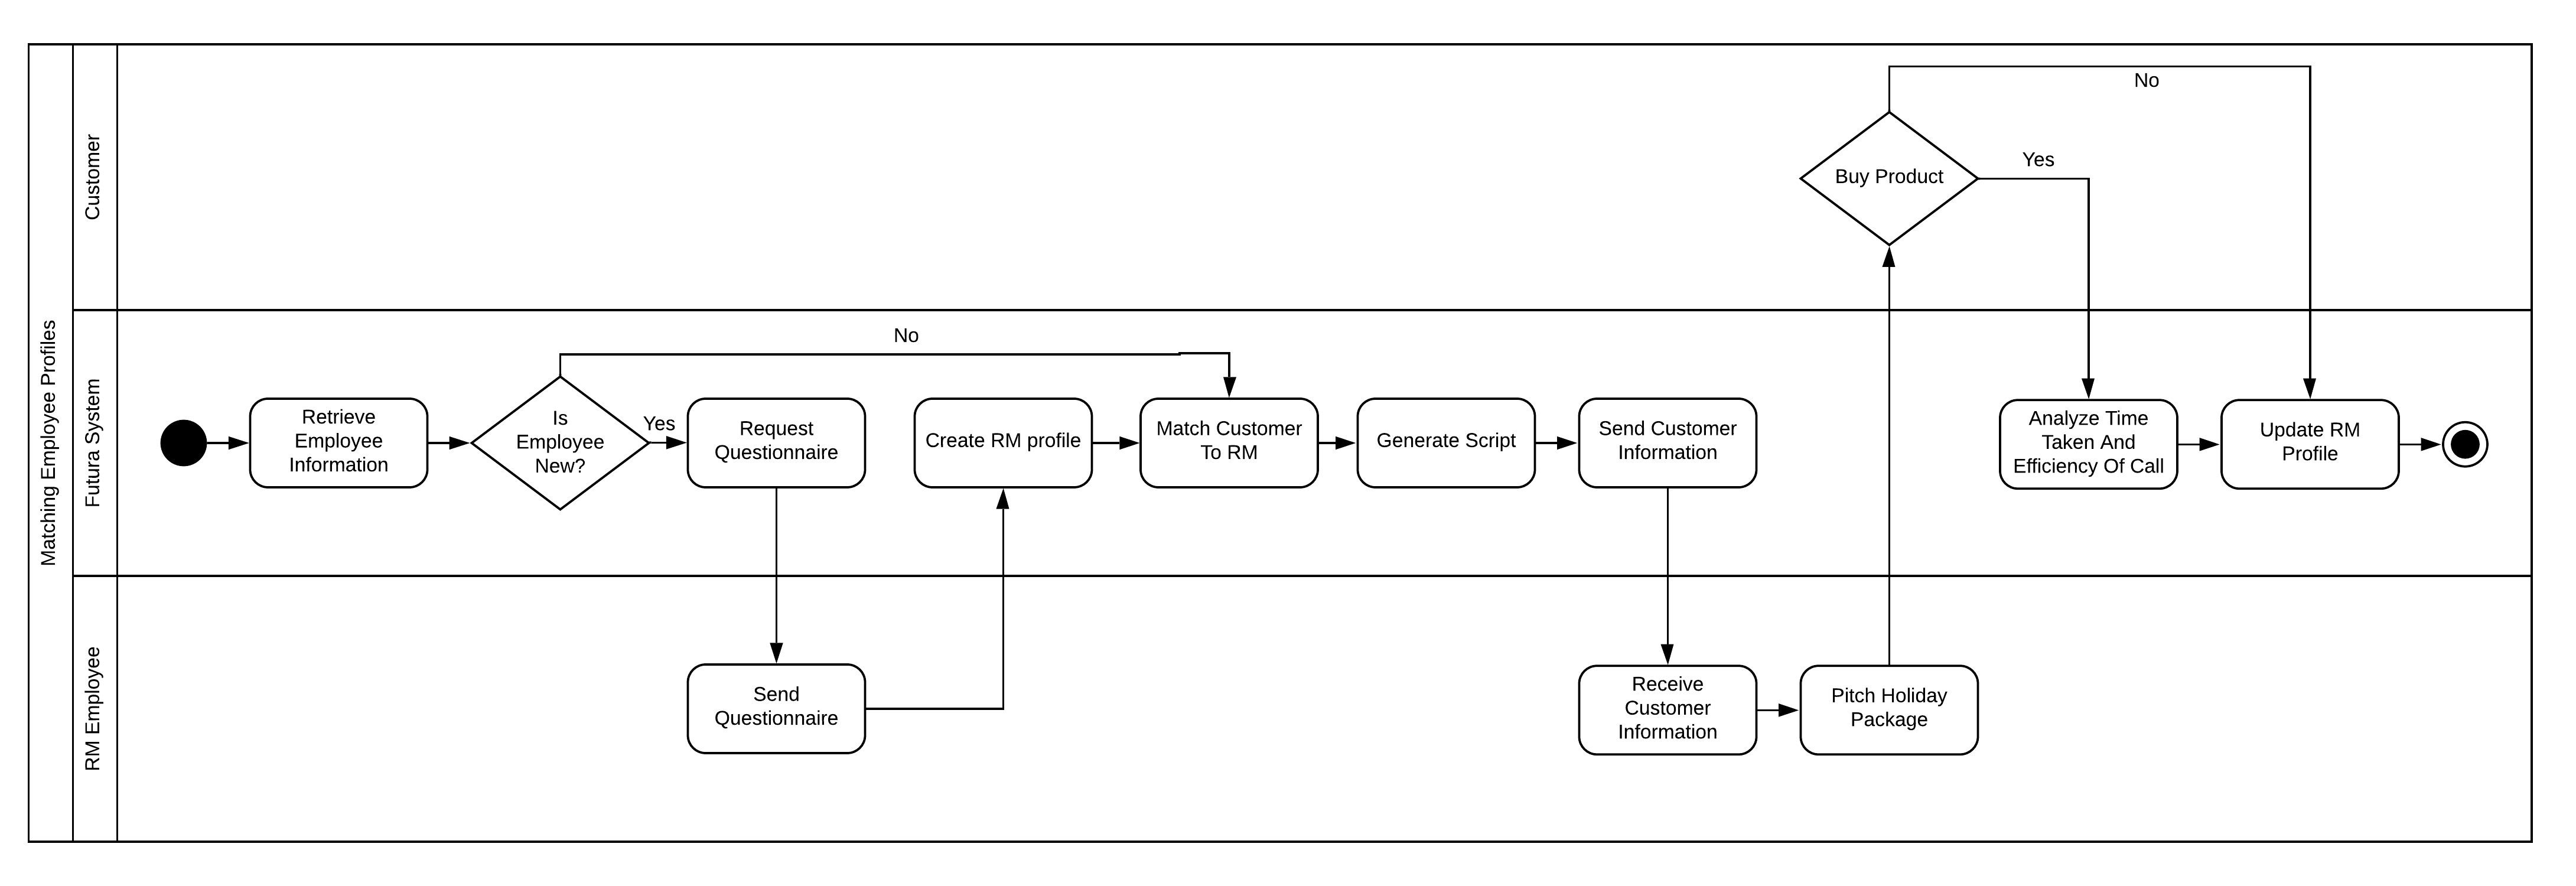 Matching Employee Profiles
Customer
No
Yes
Buy Product
Futura System
No
Retrieve
Employee
Information
Is
Employee
New?
Yes
Request
Questionnaire
Create RM profile
Match Customer
To RM
Generate Script
Send Customer
Information
Analyze Time
Taken And
Efficiency Of Call
Update RM
Profile
RM Employee
Send
Questionnaire
Receive
Customer
Information
Pitch Holiday
Package